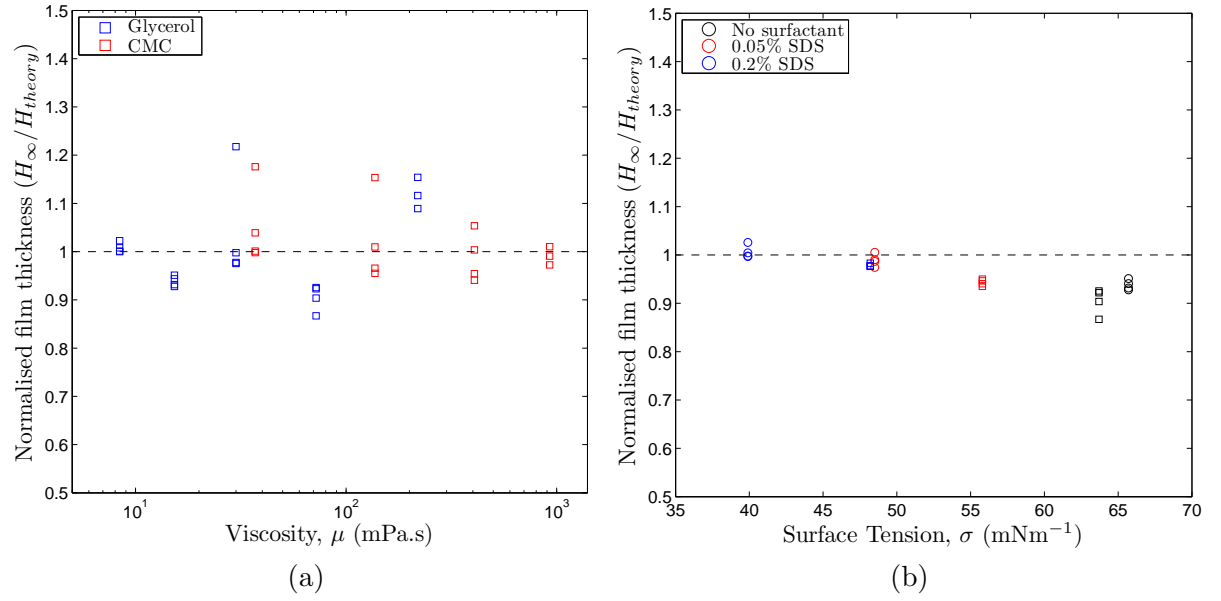 Normalised film thickness (H∞/Htheory)
1.5
1.4
1.3
1.2
1.1
1
0.9
0.8
0.7
0.6
0.5
Glycerol
CMC
10¹
10²
10³
Viscosity, μ (mPa.s)
(a)
Normalised film thickness (H∞/Htheory)
1.5
1.4
1.3
1.2
1.1
1
0.9
0.8
0.7
0.6
0.5
No surfactant
0.05% SDS
0.2% SDS
35 40 45 50 55 60 65 70
Surface Tension, σ (mNm⁻¹)
(b)